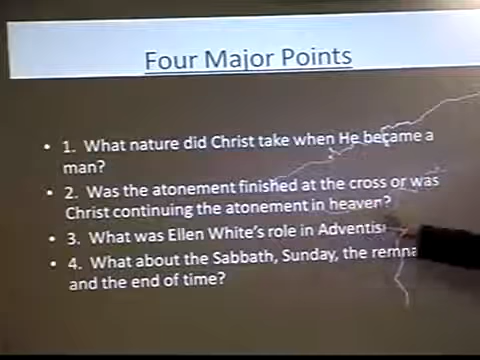 Four Major Points
• 1. What nature did Christ take when He became a
man?
• 2. Was the atonement finished at the cross or was
Christ continuing the atonement in heaven?
• 3. What was Ellen White's role in
• 4. What about the Sabbath, Sunday, the
and the end of time?